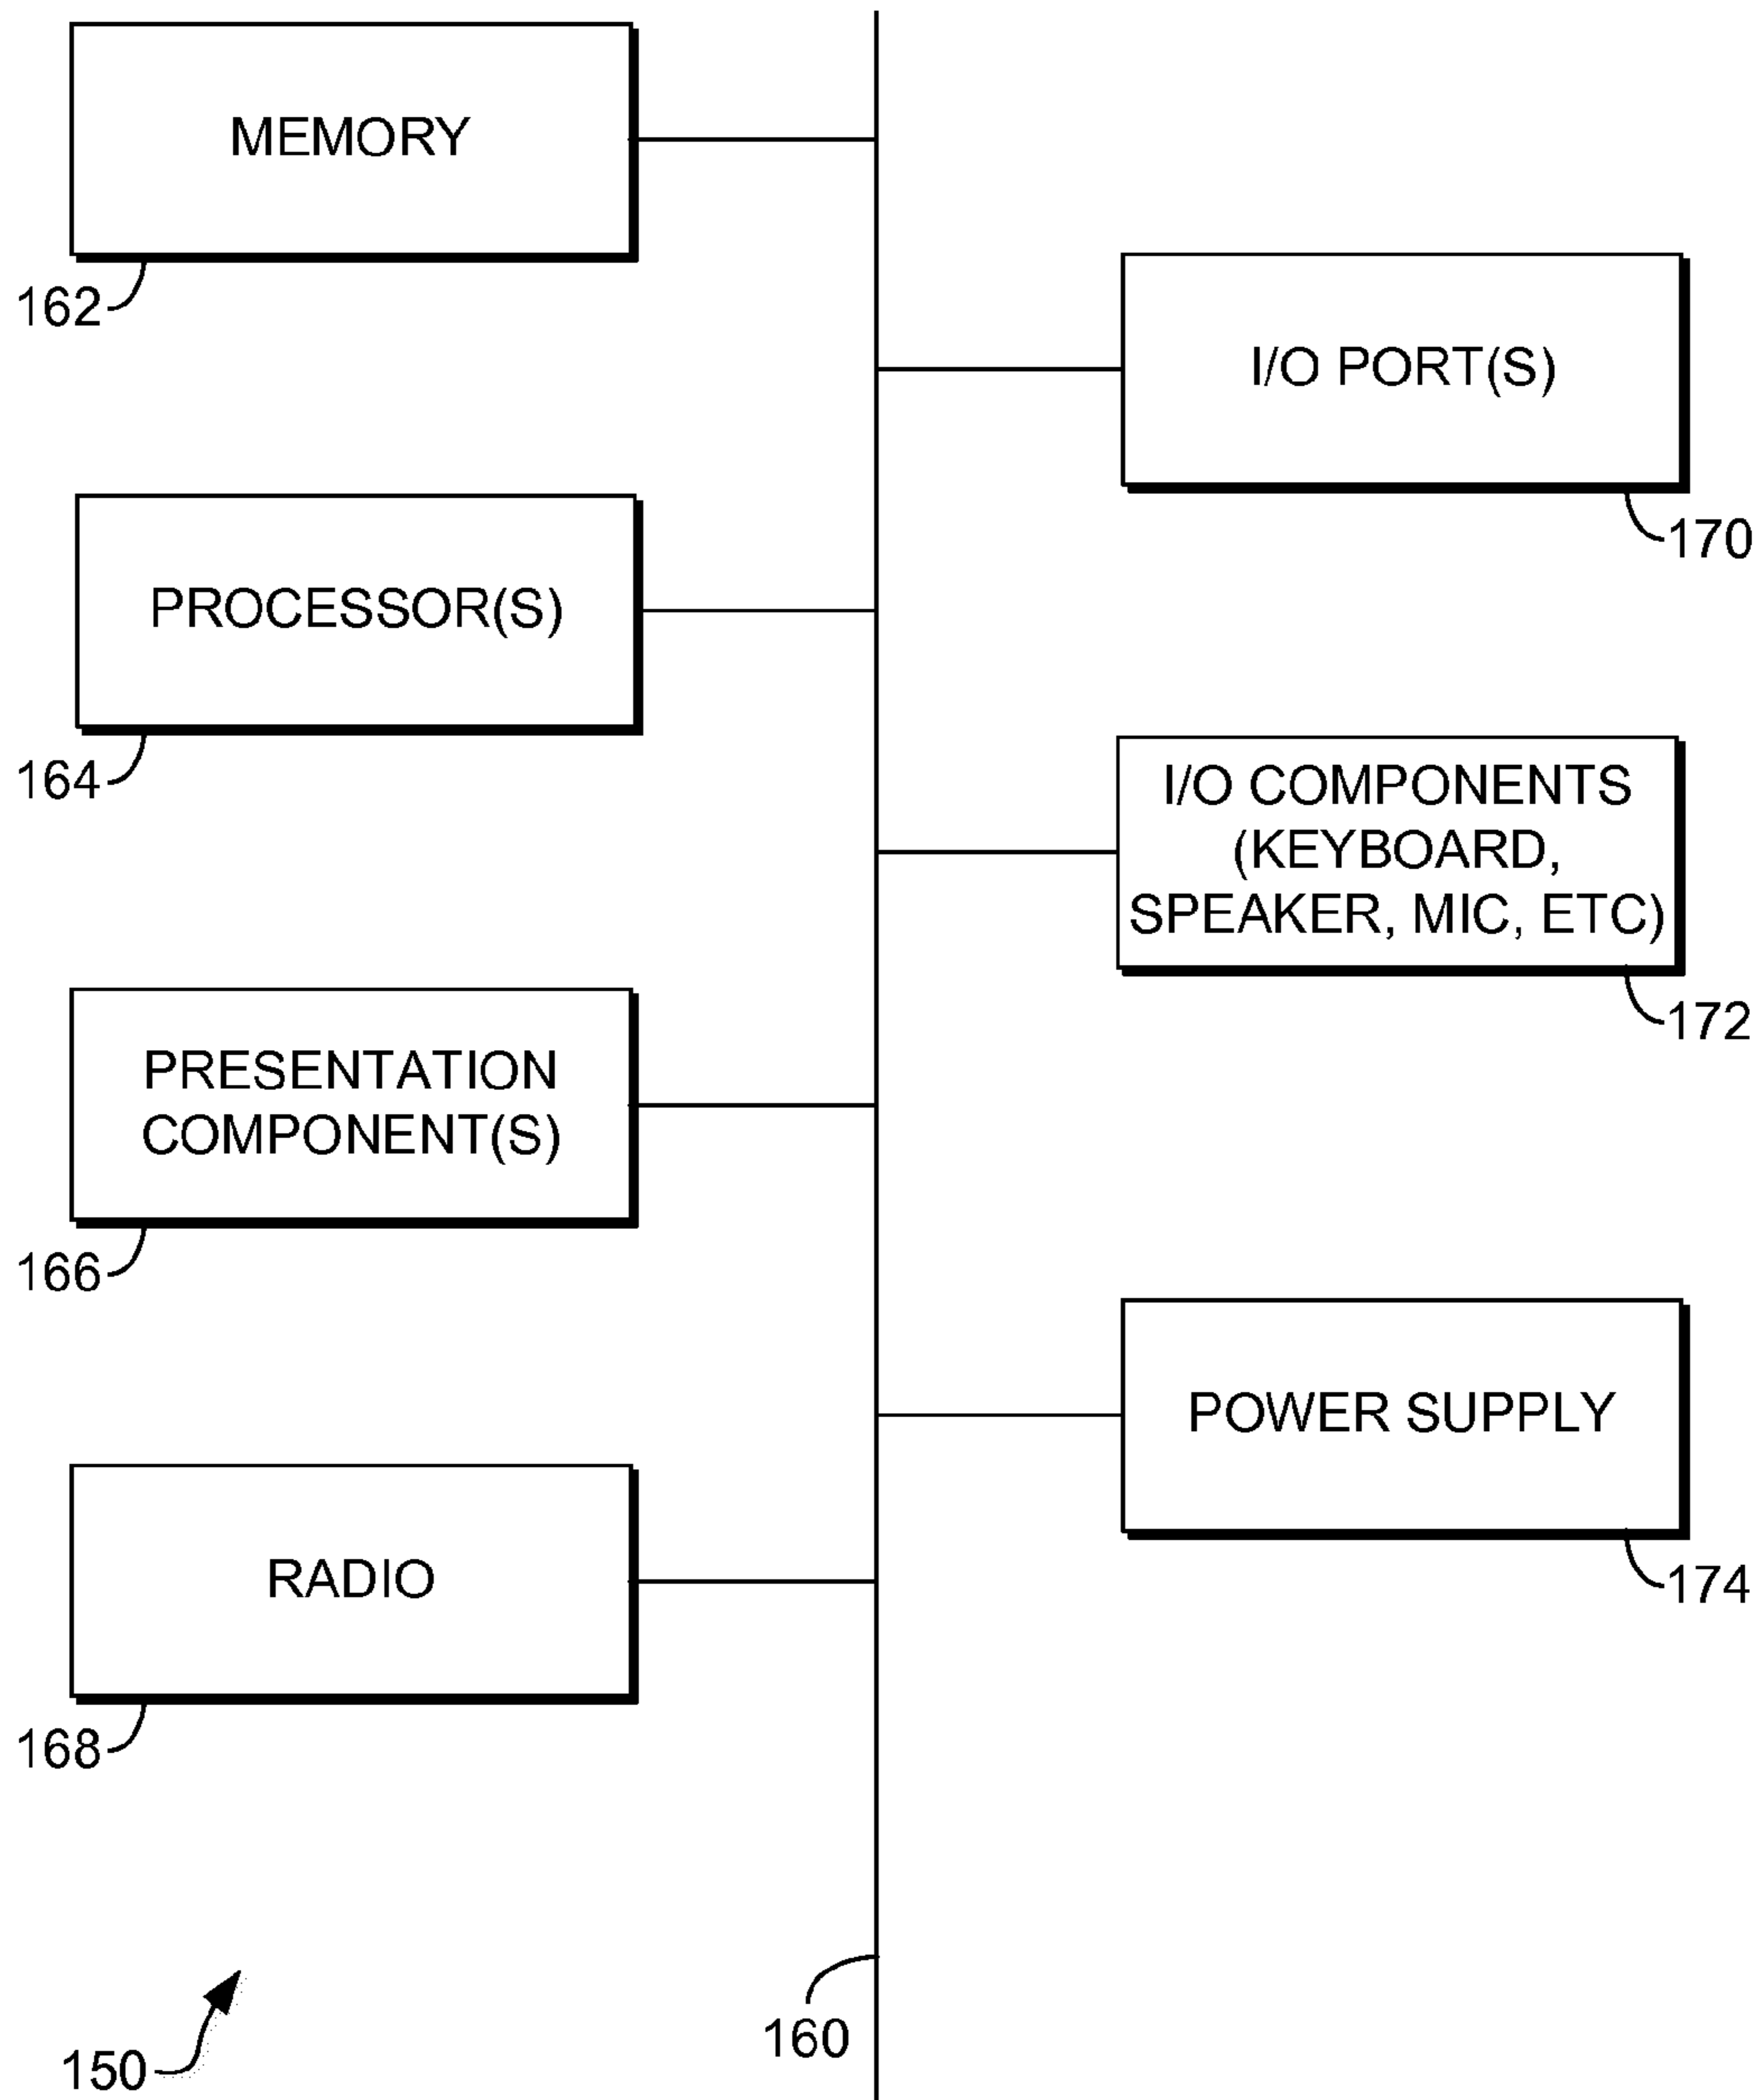 MEMORY
162
I/O PORT(S)
170
PROCESSOR(S)
164
I/O COMPONENTS
(KEYBOARD,
SPEAKER, MIC, ETC)
172
PRESENTATION
COMPONENT(S)
166
POWER SUPPLY
174
RADIO
168
160
150